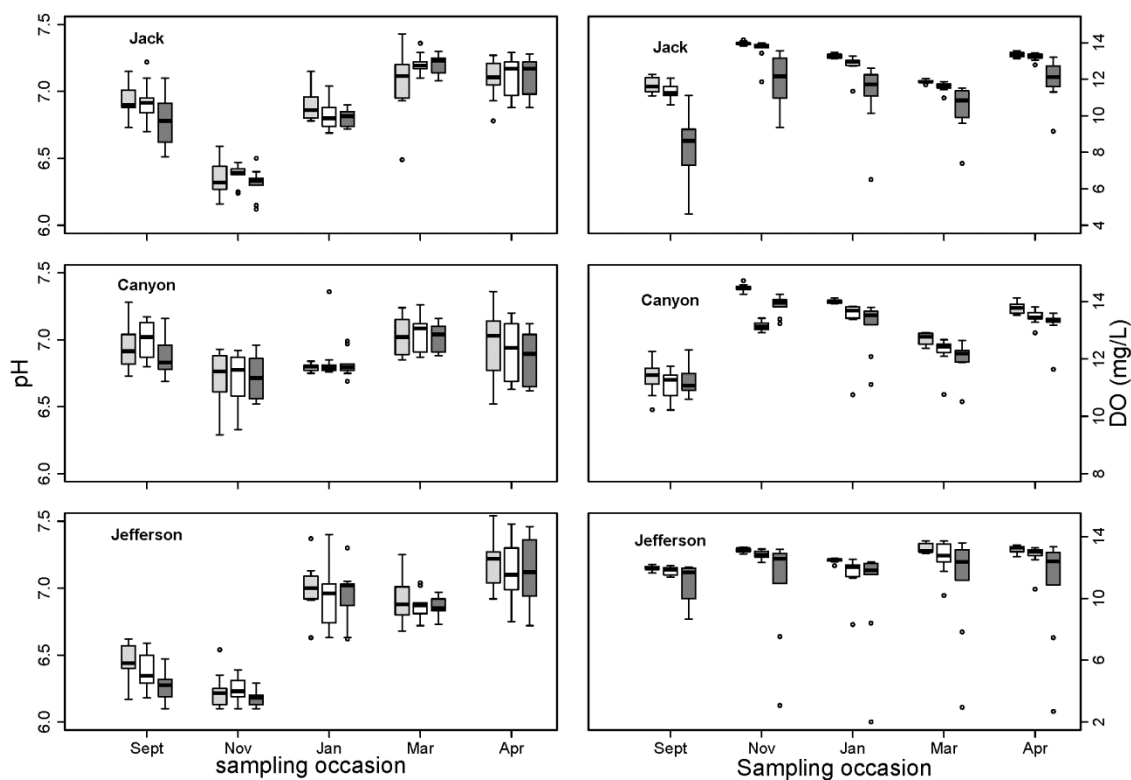 7.5
7.0
6.5
6.0
Jack
Jack
14
12
10
8
6
4
7.5
7.0
6.5
6.0
pH
Canyon
Canyon
14
12
10
8
DO (mg/L)
7.5
7.0
6.5
6.0
Jefferson
Jefferson
14
10
6
2
Sept Nov Jan Mar Apr
sampling occasion
Sept Nov Jan Mar Apr
Sampling occasion